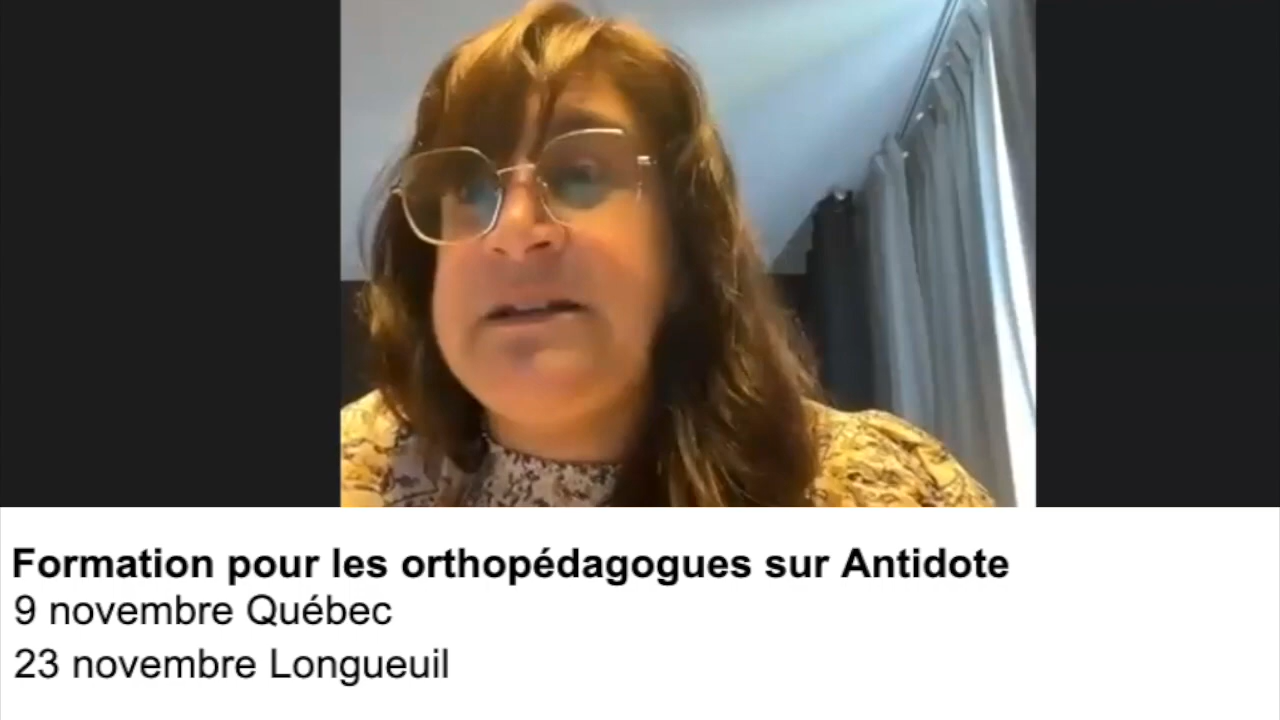 Formation pour les orthopédagogues sur Antidote
9 novembre Québec
23 novembre Longueuil